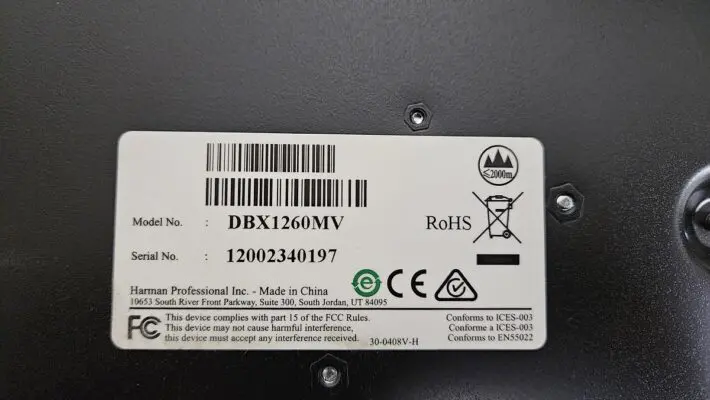 ≤2000m
Model No. : DBX1260MV
RoHS
Serial No. : 12002340197
Harman Professional Inc. - Made in China
10653 South River Front Parkway, Suite 300, South Jordan, UT 84095
e
CE
FC This device complies with part 15 of the FCC Rules.
This device may not cause harmful interference,
this device must accept any interference received.
30-0408V-H
Conforms to ICES-003
Conforme a ICES-003
Conforms to EN55022